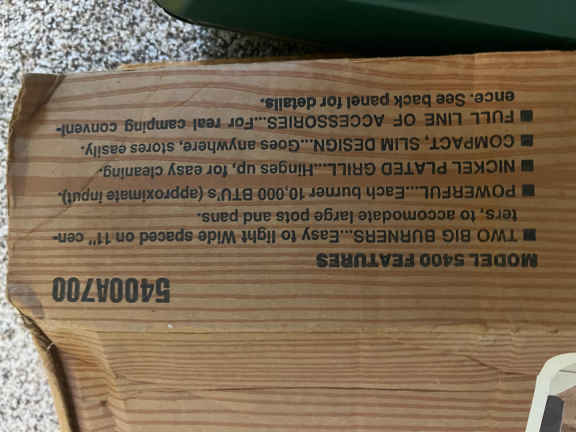 5400A700
MODEL 5400 FEATURES
■ TWO BIG BURNERS...Easy to light Wide spaced on 11" cen-
ters, to accomodate large pots and pans.
■ POWERFUL...Each burner 10,000 BTU's (approximate input).
■ NICKEL PLATED GRILL...Hinges up, for easy cleaning.
■ COMPACT, SLIM DESIGN...Goes anywhere, stores easily.
■ FULL LINE OF ACCESSORIES...For real camping conveni-
ence. See back panel for details.